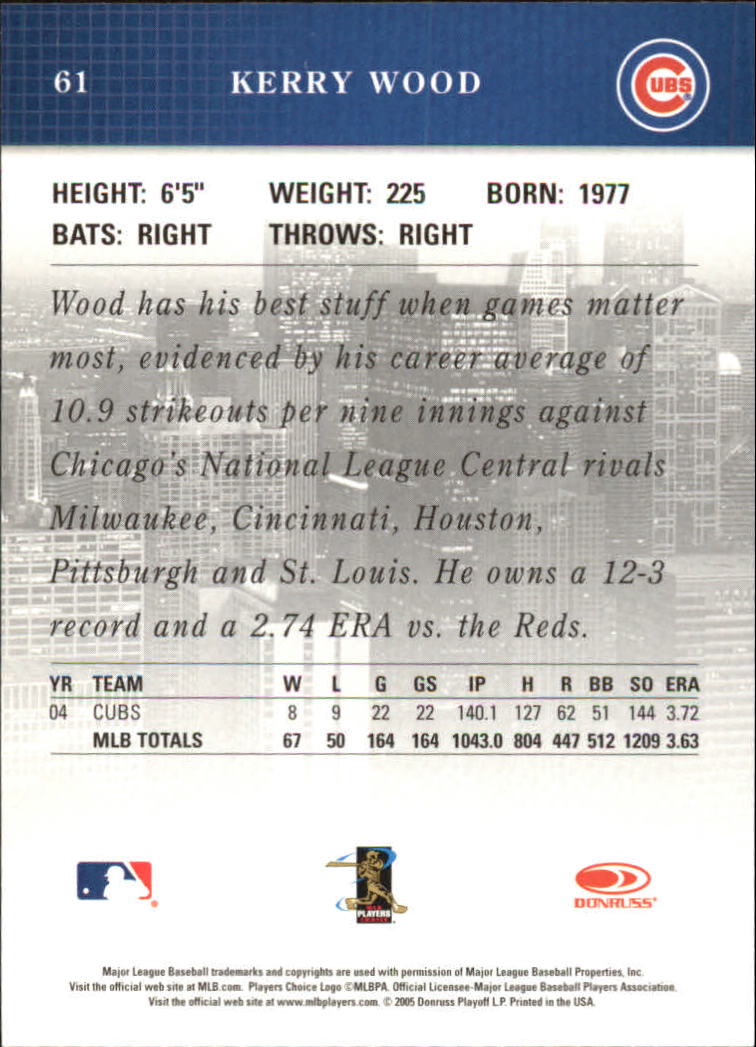 61 KERRY WOOD CUBS
HEIGHT: 6'5" WEIGHT: 225 BORN: 1977
BATS: RIGHT THROWS: RIGHT
Wood has his best stuff when games matter
most, evidenced by his career average of
10.9 strikeouts per nine innings against
Chicago's National League Central rivals
Milwaukee, Cincinnati, Houston,
Pittsburgh and St. Louis. He owns a 12-3
record and a 2.74 ERA vs. the Reds.
YR TEAM W L G GS IP H R BB SO ERA
04 CUBS 8 9 22 22 140.1 127 62 51 144 3.72
MLB TOTALS 67 50 164 164 1043.0 804 447 512 1209 3.63
PLAYERS
CHOICE
DONRUSS
Major League Baseball trademarks and copyrights are used with permission of Major League Baseball Properties, Inc.
Visit the official web site at MLB.com. Players Choice Logo ©MLBPA. Official Licensee-Major League Baseball Players Association.
Visit the official web site at www.mlbplayers.com. © 2005 Donruss Playoff L.P. Printed in the USA.